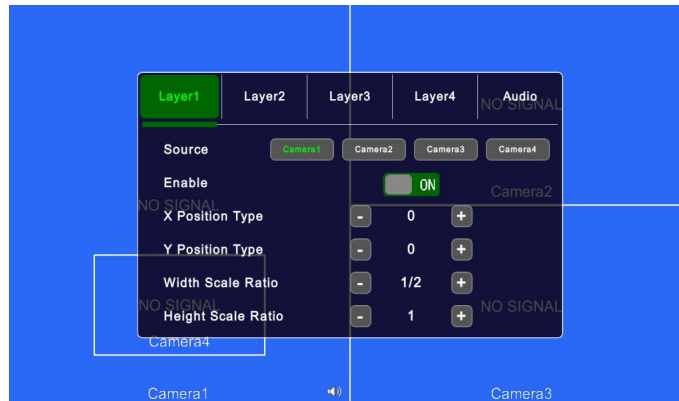 Layer1 Layer2 Layer3 Layer4 Audio
NO SIGNAL
Source Camera1 Camera2 Camera3 Camera4
Enable ON
Camera2
NO SIGNAL
X Position Type - 0 +
Y Position Type - 0 +
Width Scale Ratio - 1/2 +
NO SIGNAL NO SIGNAL
Height Scale Ratio - 1 +
Camera4
Camera1 Camera3